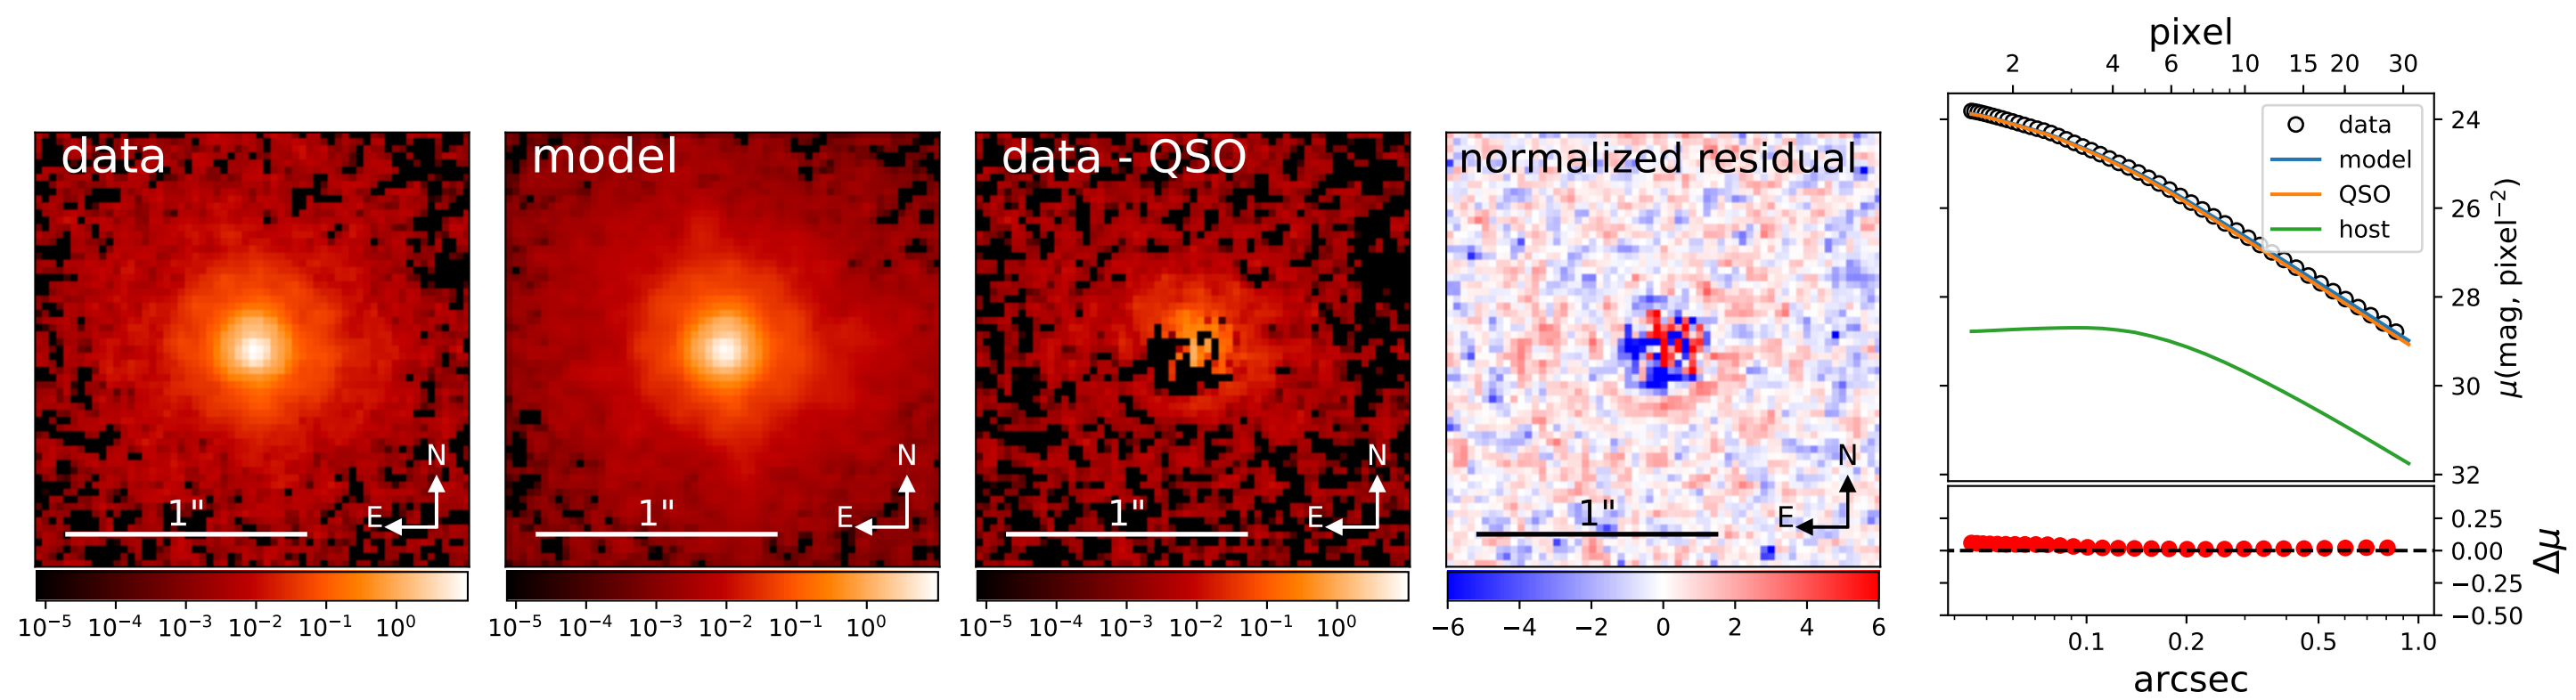 data
1"
N
E
10⁻⁵ 10⁻⁴ 10⁻³ 10⁻² 10⁻¹ 10⁰
model
1"
N
E
10⁻⁵ 10⁻⁴ 10⁻³ 10⁻² 10⁻¹ 10⁰
data - QSO
1"
N
E
10⁻⁵ 10⁻⁴ 10⁻³ 10⁻² 10⁻¹ 10⁰
normalized residual
1"
N
E
−6 −4 −2 0 2 4 6
pixel
2 4 6 10 15 20 30
data
model
QSO
host
24
26
28
30
32
μ(mag, pixel⁻²)
0.25
0.00
−0.25
−0.50
Δμ
0.1 0.2 0.5 1.0
arcsec